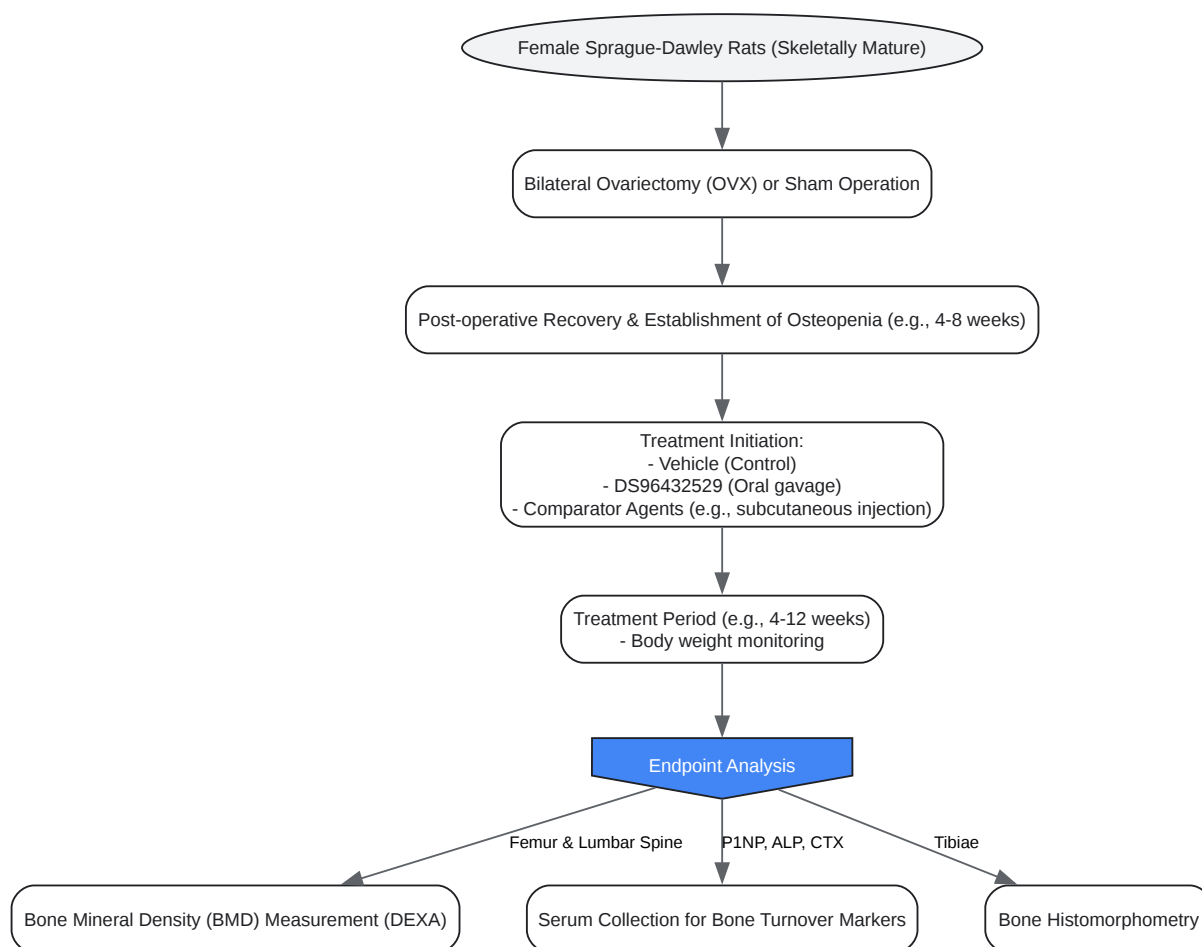 Female Sprague-Dawley Rats (Skeletally Mature)
Bilateral Ovariectomy (OVX) or Sham Operation
Post-operative Recovery & Establishment of Osteopenia (e.g., 4-8 weeks)
Treatment Initiation:
- Vehicle (Control)
- DS96432529 (Oral gavage)
- Comparator Agents (e.g., subcutaneous injection)
Treatment Period (e.g., 4-12 weeks)
- Body weight monitoring
Endpoint Analysis
Femur & Lumbar Spine
P1NP, ALP, CTX
Tibiae
Bone Mineral Density (BMD) Measurement (DEXA)
Serum Collection for Bone Turnover Markers
Bone Histomorphometry